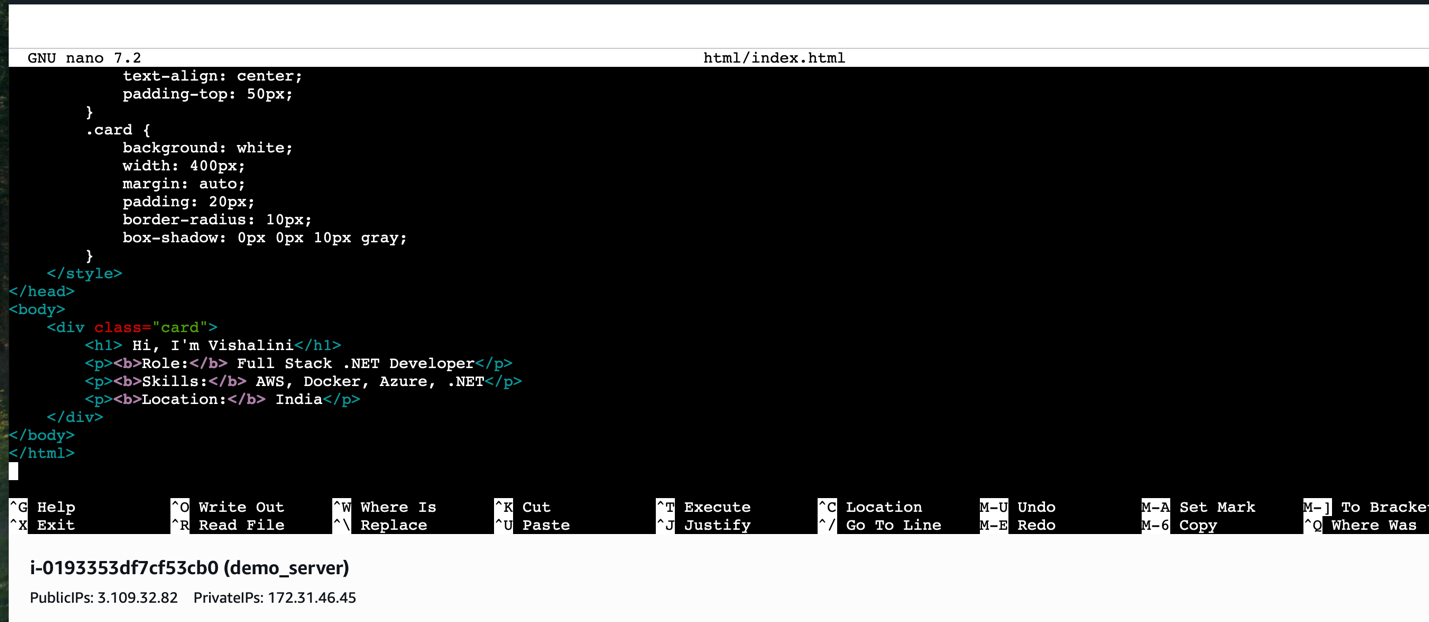 GNU nano 7.2 html/index.html
            text-align: center;
            padding-top: 50px;
        }
        .card {
            background: white;
            width: 400px;
            margin: auto;
            padding: 20px;
            border-radius: 10px;
            box-shadow: 0px 0px 10px gray;
        }
    </style>
</head>
<body>
    <div class="card">
        <h1> Hi, I'm Vishalini</h1>
        <p><b>Role:</b> Full Stack .NET Developer</p>
        <p><b>Skills:</b> AWS, Docker, Azure, .NET</p>
        <p><b>Location:</b> India</p>
    </div>
</body>
</html>
^G Help ^O Write Out ^W Where Is ^K Cut ^T Execute ^C Location M-U Undo M-A Set Mark M-] To Bracke
^X Exit ^R Read File ^\ Replace ^U Paste ^J Justify ^/ Go To Line M-E Redo M-6 Copy ^Q Where Was
i-0193353df7cf53cb0 (demo_server)
PublicIPs: 3.109.32.82 PrivateIPs: 172.31.46.45